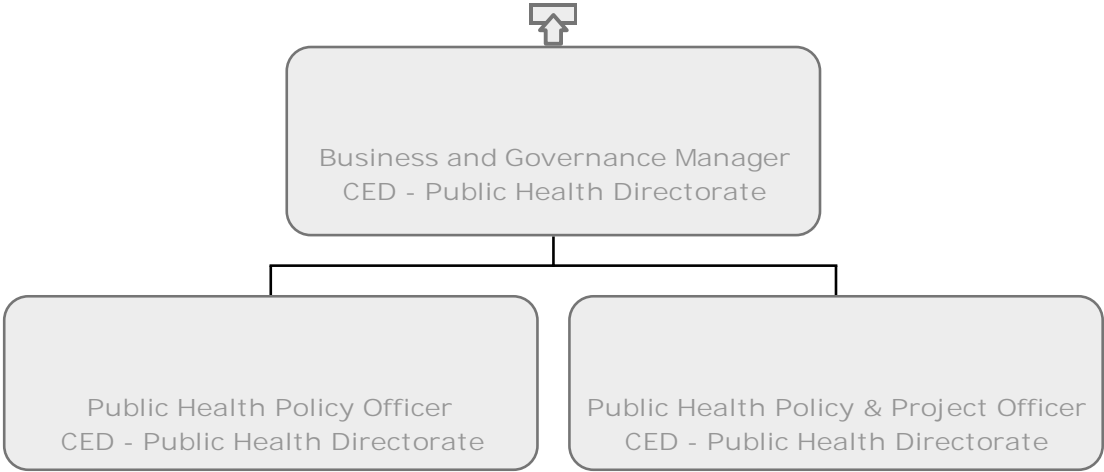 Business and Governance Manager
CED - Public Health Directorate
Public Health Policy Officer
CED - Public Health Directorate
Public Health Policy & Project Officer
CED - Public Health Directorate